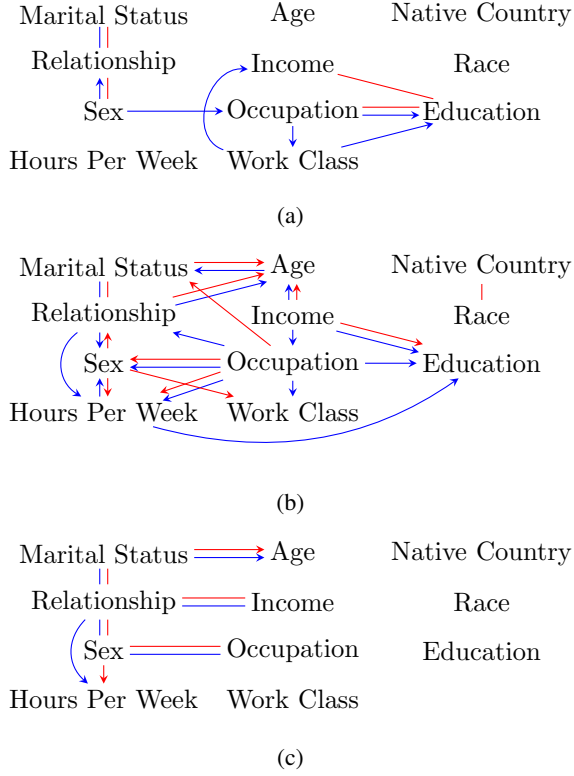 Marital Status Age Native Country
Relationship Income Race
Sex Occupation Education
Hours Per Week Work Class
(a)
Marital Status Age Native Country
Relationship Income Race
Sex Occupation Education
Hours Per Week Work Class
(b)
Marital Status Age Native Country
Relationship Income Race
Sex Occupation Education
Hours Per Week Work Class
(c)